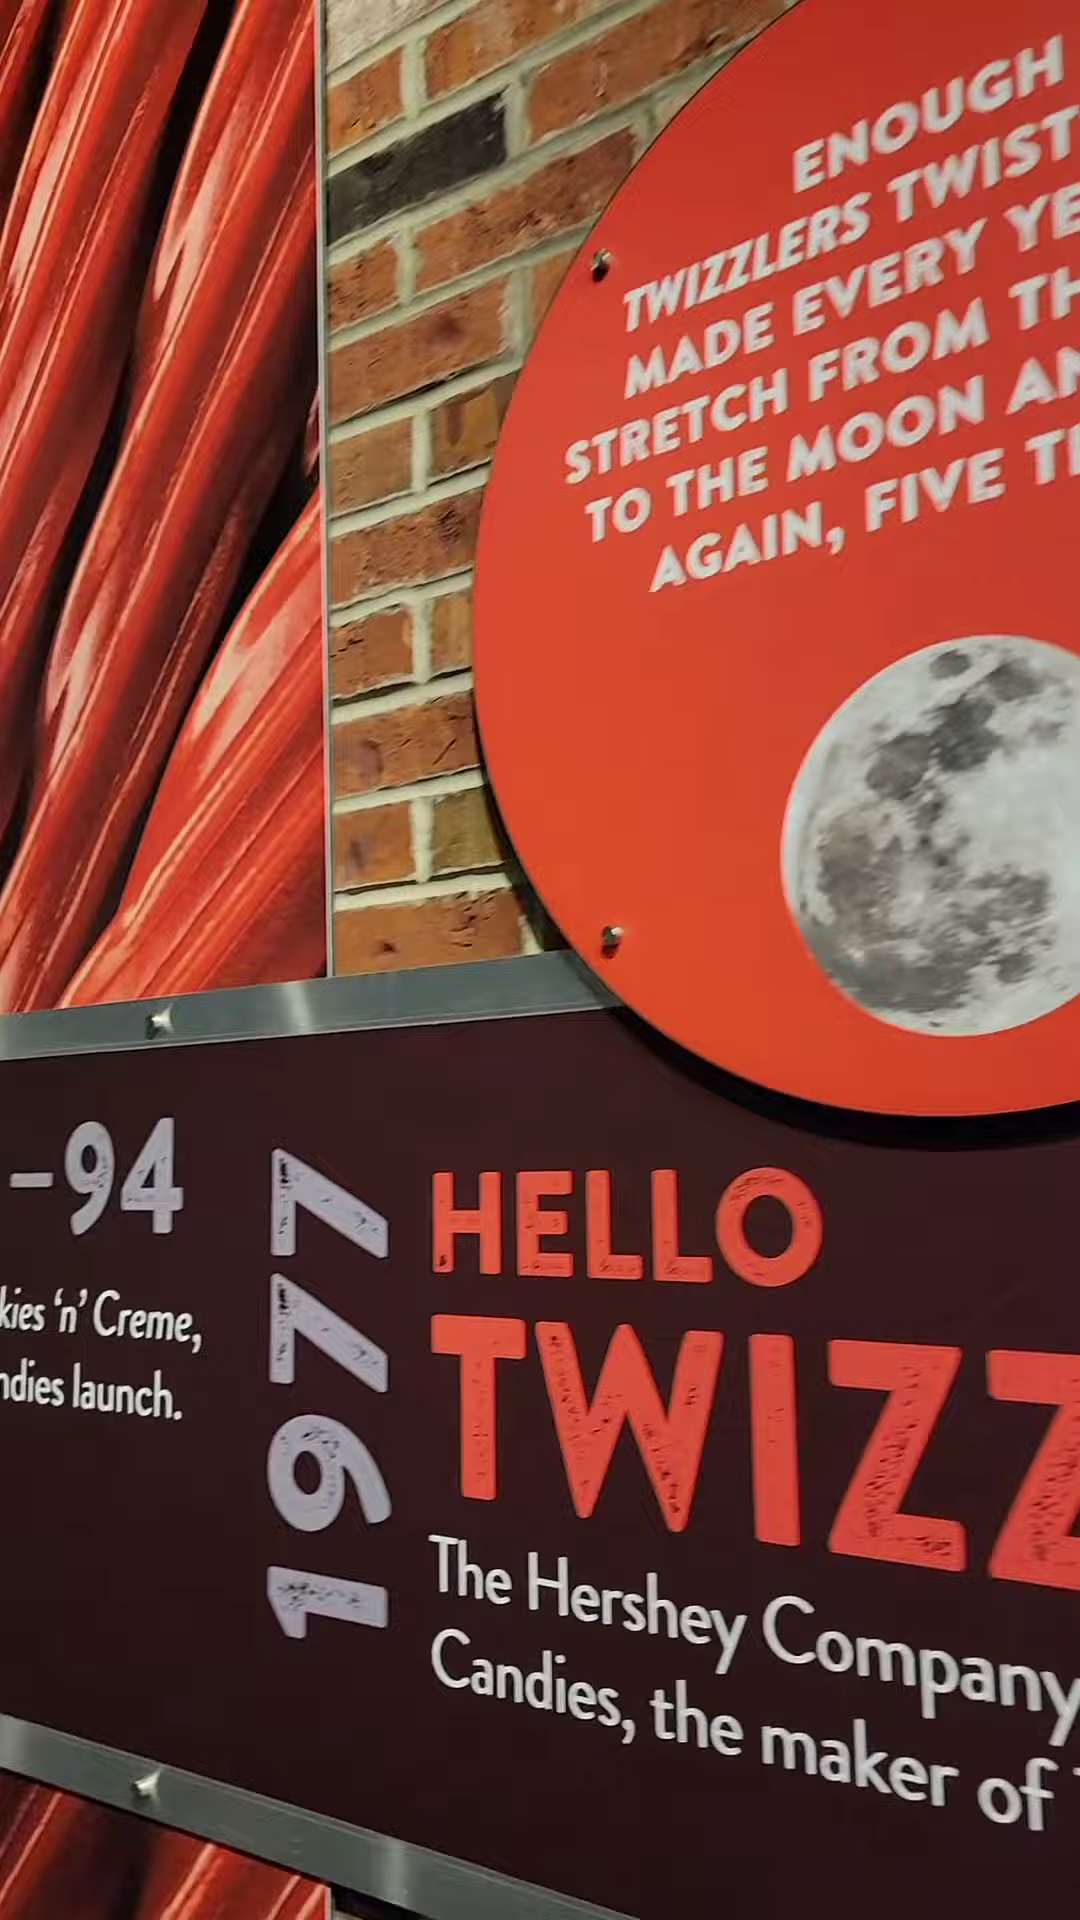 ENOUGH
TWIZZLERS TWIST
MADE EVERY YE
STRETCH FROM TH
TO THE MOON AN
AGAIN, FIVE TI
–94
kies ‘n’ Creme,
ndies launch.
1977
HELLO
TWIZZ
The Hershey Company
Candies, the maker of